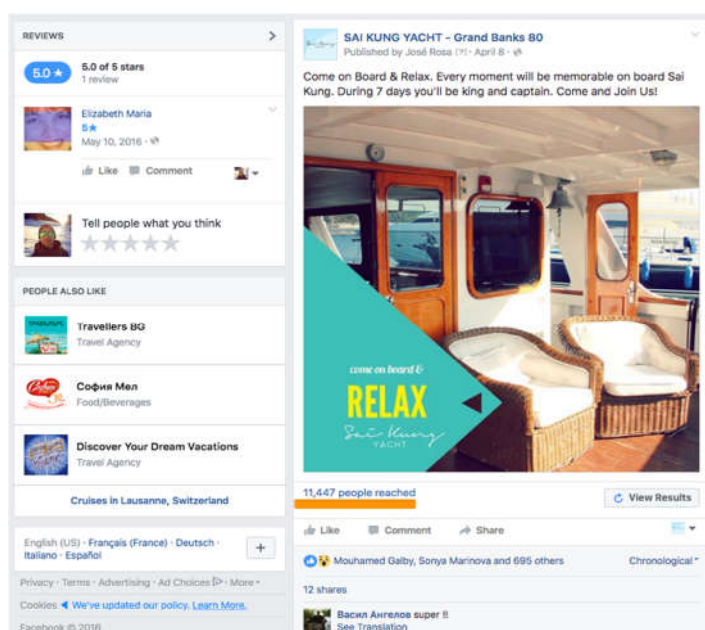 REVIEWS
5.0 ★
5.0 of 5 stars
1 review
Elizabeth Maria
5★
May 10, 2016
Like Comment
Tell people what you think
PEOPLE ALSO LIKE
Travellers BG
Travel Agency
София Мел
Food/Beverages
Discover Your Dream Vacations
Travel Agency
Cruises in Lausanne, Switzerland
English (US) · Français (France) · Deutsch ·
Italiano · Español
+
Privacy · Terms · Advertising · Ad Choices · More
Cookies We've updated our policy. Learn More.
Facebook © 2016
SAI KUNG YACHT - Grand Banks 80
Published by José Rosa [?] · April 8
Come on Board & Relax. Every moment will be memorable on board Sai
Kung. During 7 days you'll be king and captain. Come and Join Us!
come on board &
RELAX
Sai Kung
YACHT
11,447 people reached
View Results
Like Comment Share
Mouhamed Galby, Sonya Marinova and 695 others
Chronological
12 shares
Васил Ангелов super !!
See Translation